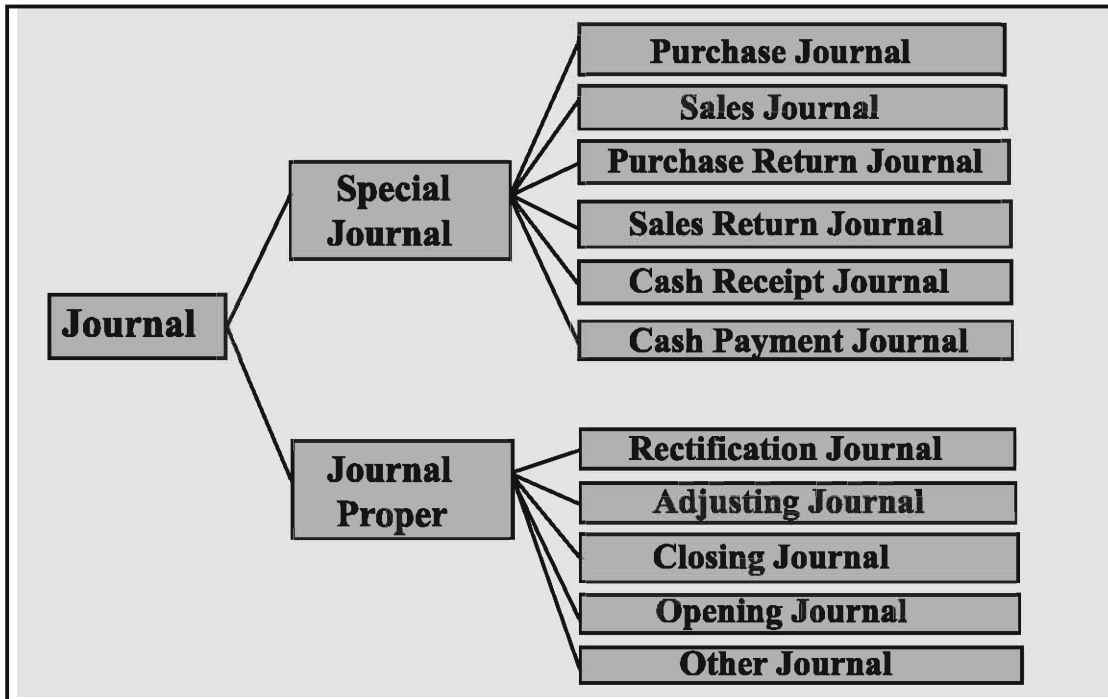 Journal
Special
Journal
Purchase Journal
Sales Journal
Purchase Return Journal
Sales Return Journal
Cash Receipt Journal
Cash Payment Journal
Journal
Proper
Rectification Journal
Adjusting Journal
Closing Journal
Opening Journal
Other Journal